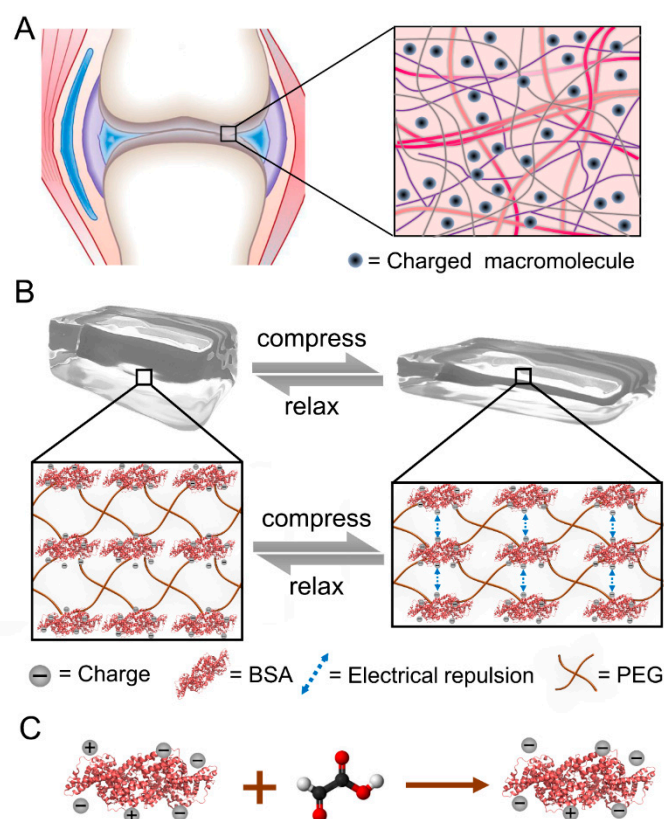 A
= Charged macromolecule
B
compress
relax
compress
relax
= Charge = BSA = Electrical repulsion = PEG
C